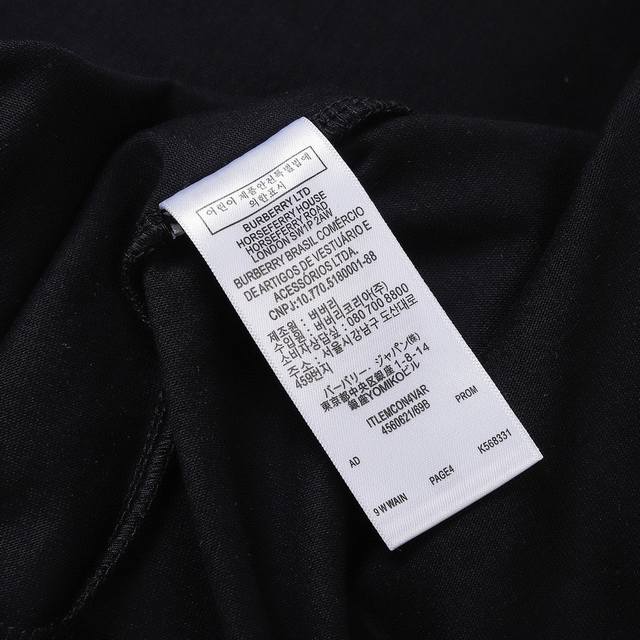 어린이 제품안전특별법에
의한표시
BURBERRY LTD
HORSEFERRY HOUSE
HORSEFERRY ROAD
LONDON SW1P 2AW
BURBERRY BRASIL COMÉRCIO
DE ARTIGOS DE VESTUÁRIO E
ACESSÓRIOS LTDA.
CNPJ:10.770.5180001-88
제조원 : 버버리
수입원 : 버버리코리아(주)
소비자상담실 : 080 700 8800
주소 : 서울시강남구 도산대로
459번지
バーバリー・ジャパン(株)
東京都中央区銀座 -8-14
銀座YOMIKOビル
ITLEMCONAVAR
4560621/69B
PROM
AD
K568331
PAGE4
9 W WAIN